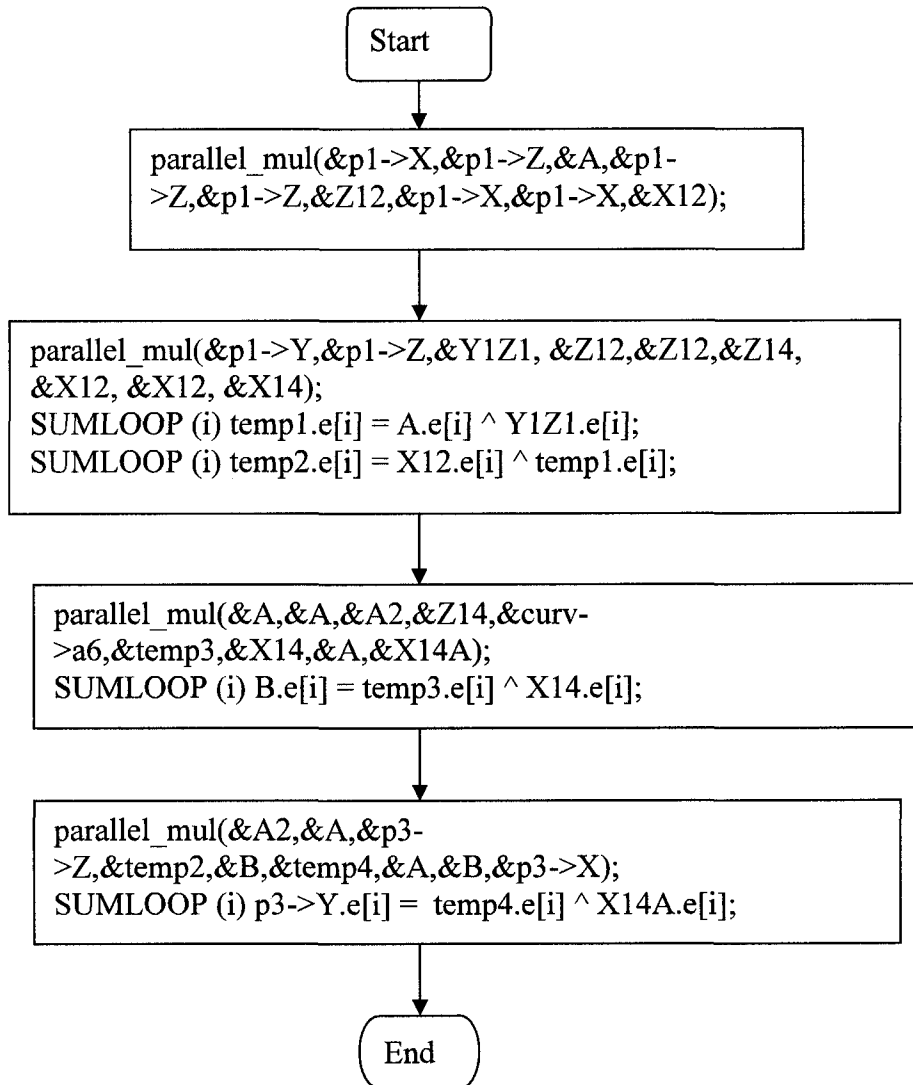 Start
parallel_mul(&p1->X,&p1->Z,&A,&p1-
>Z,&p1->Z,&Z12,&p1->X,&p1->X,&X12);
parallel_mul(&p1->Y,&p1->Z,&Y1Z1, &Z12,&Z12,&Z14,
&X12, &X12, &X14);
SUMLOOP (i) temp1.e[i] = A.e[i] ^ Y1Z1.e[i];
SUMLOOP (i) temp2.e[i] = X12.e[i] ^ temp1.e[i];
parallel_mul(&A,&A,&A2,&Z14,&curv-
>a6,&temp3,&X14,&A,&X14A);
SUMLOOP (i) B.e[i] = temp3.e[i] ^ X14.e[i];
parallel_mul(&A2,&A,&p3-
>Z,&temp2,&B,&temp4,&A,&B,&p3->X);
SUMLOOP (i) p3->Y.e[i] = temp4.e[i] ^ X14A.e[i];
End